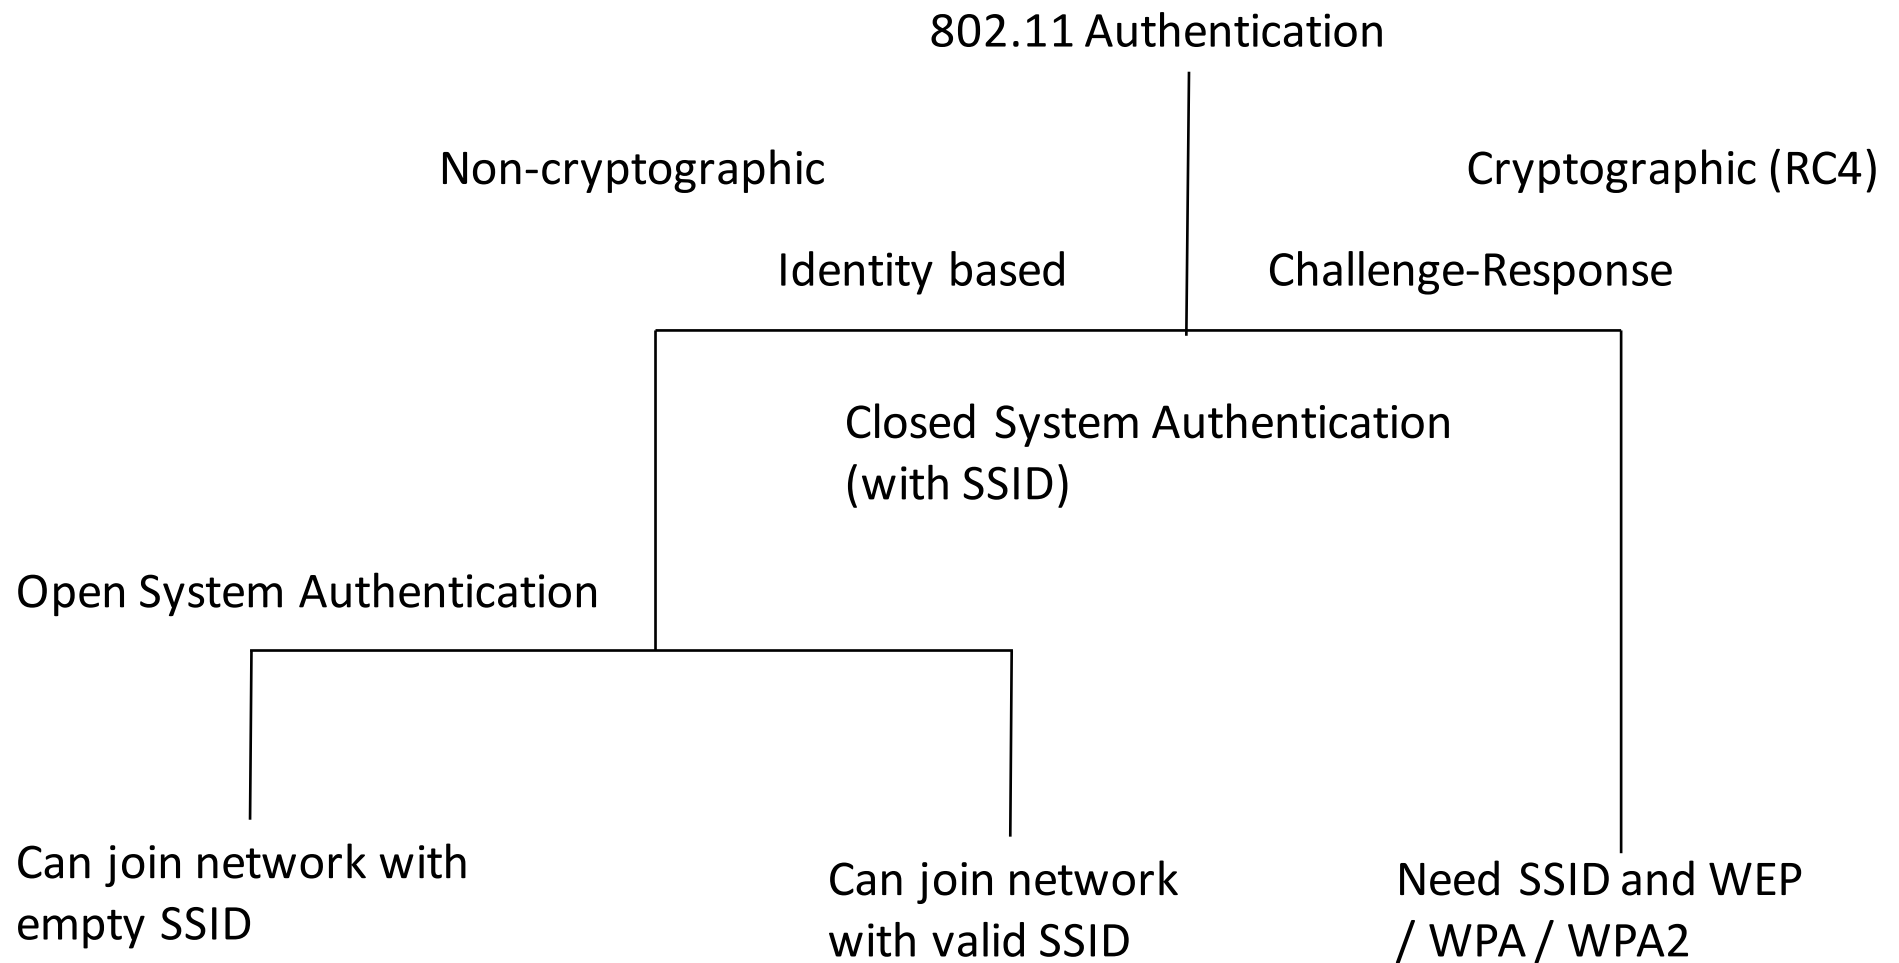 802.11 Authentication
Non-cryptographic
Cryptographic (RC4)
Identity based
Challenge-Response
Closed System Authentication
(with SSID)
Open System Authentication
Can join network with
empty SSID
Can join network
with valid SSID
Need SSID and WEP
/ WPA / WPA2